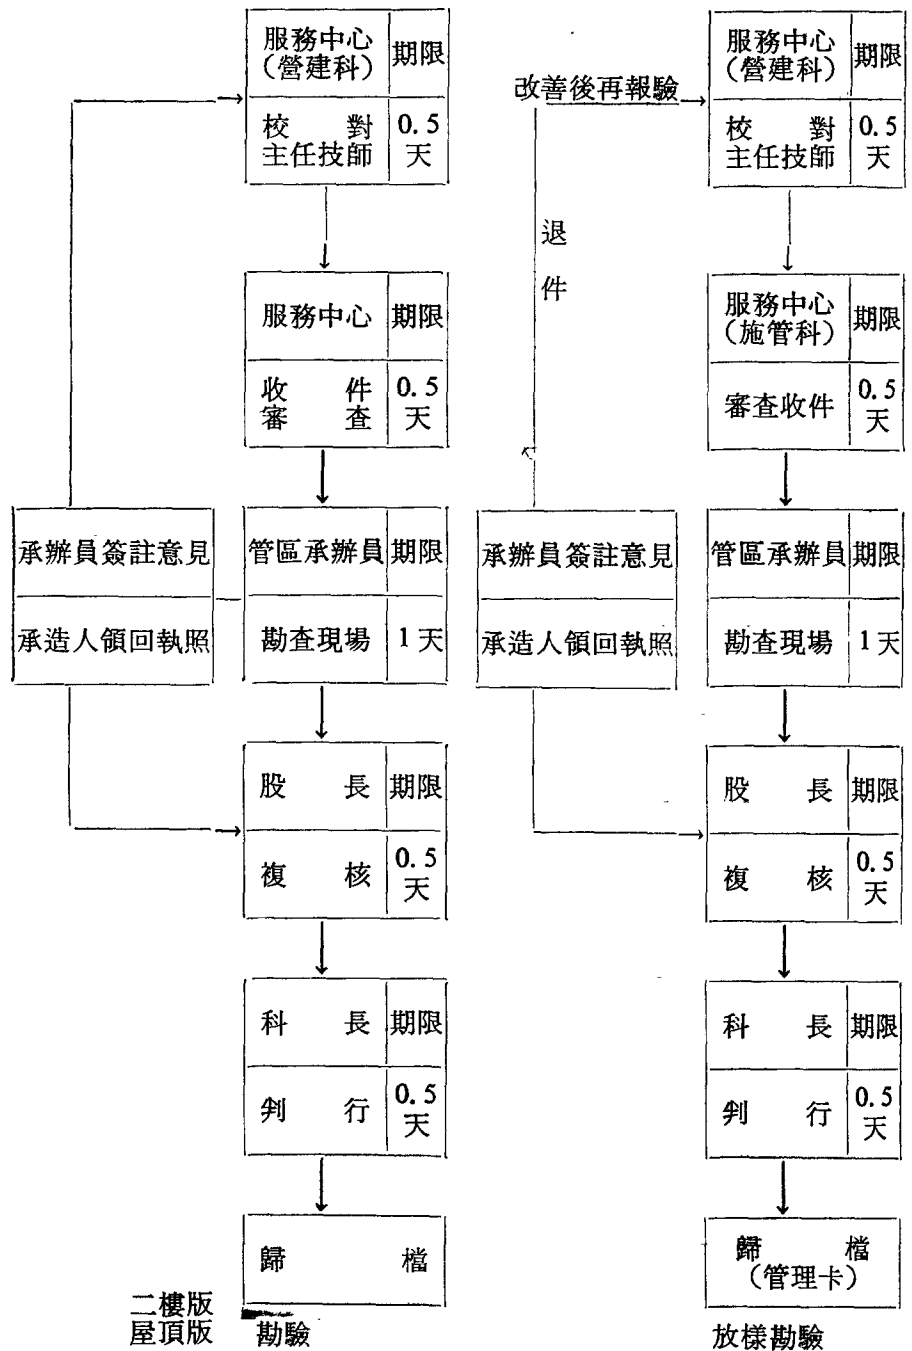 服務中心
（營建科）
期限
校對
主任技師
0.5
天
服務中心
期限
收件
審查
0.5
天
承辦員簽註意見
承造人領回執照
管區承辦員
期限
勘查現場
1天
股長
期限
複核
0.5
天
科長
期限
判行
0.5
天
歸檔
二樓版
屋頂版
勘驗
改善後再報驗
退件
服務中心
（營建科）
期限
校對
主任技師
0.5
天
服務中心
（施管科）
期限
審查收件
0.5
天
承辦員簽註意見
承造人領回執照
管區承辦員
期限
勘查現場
1天
股長
期限
複核
0.5
天
科長
期限
判行
0.5
天
歸檔
（管理卡）
放樣勘驗